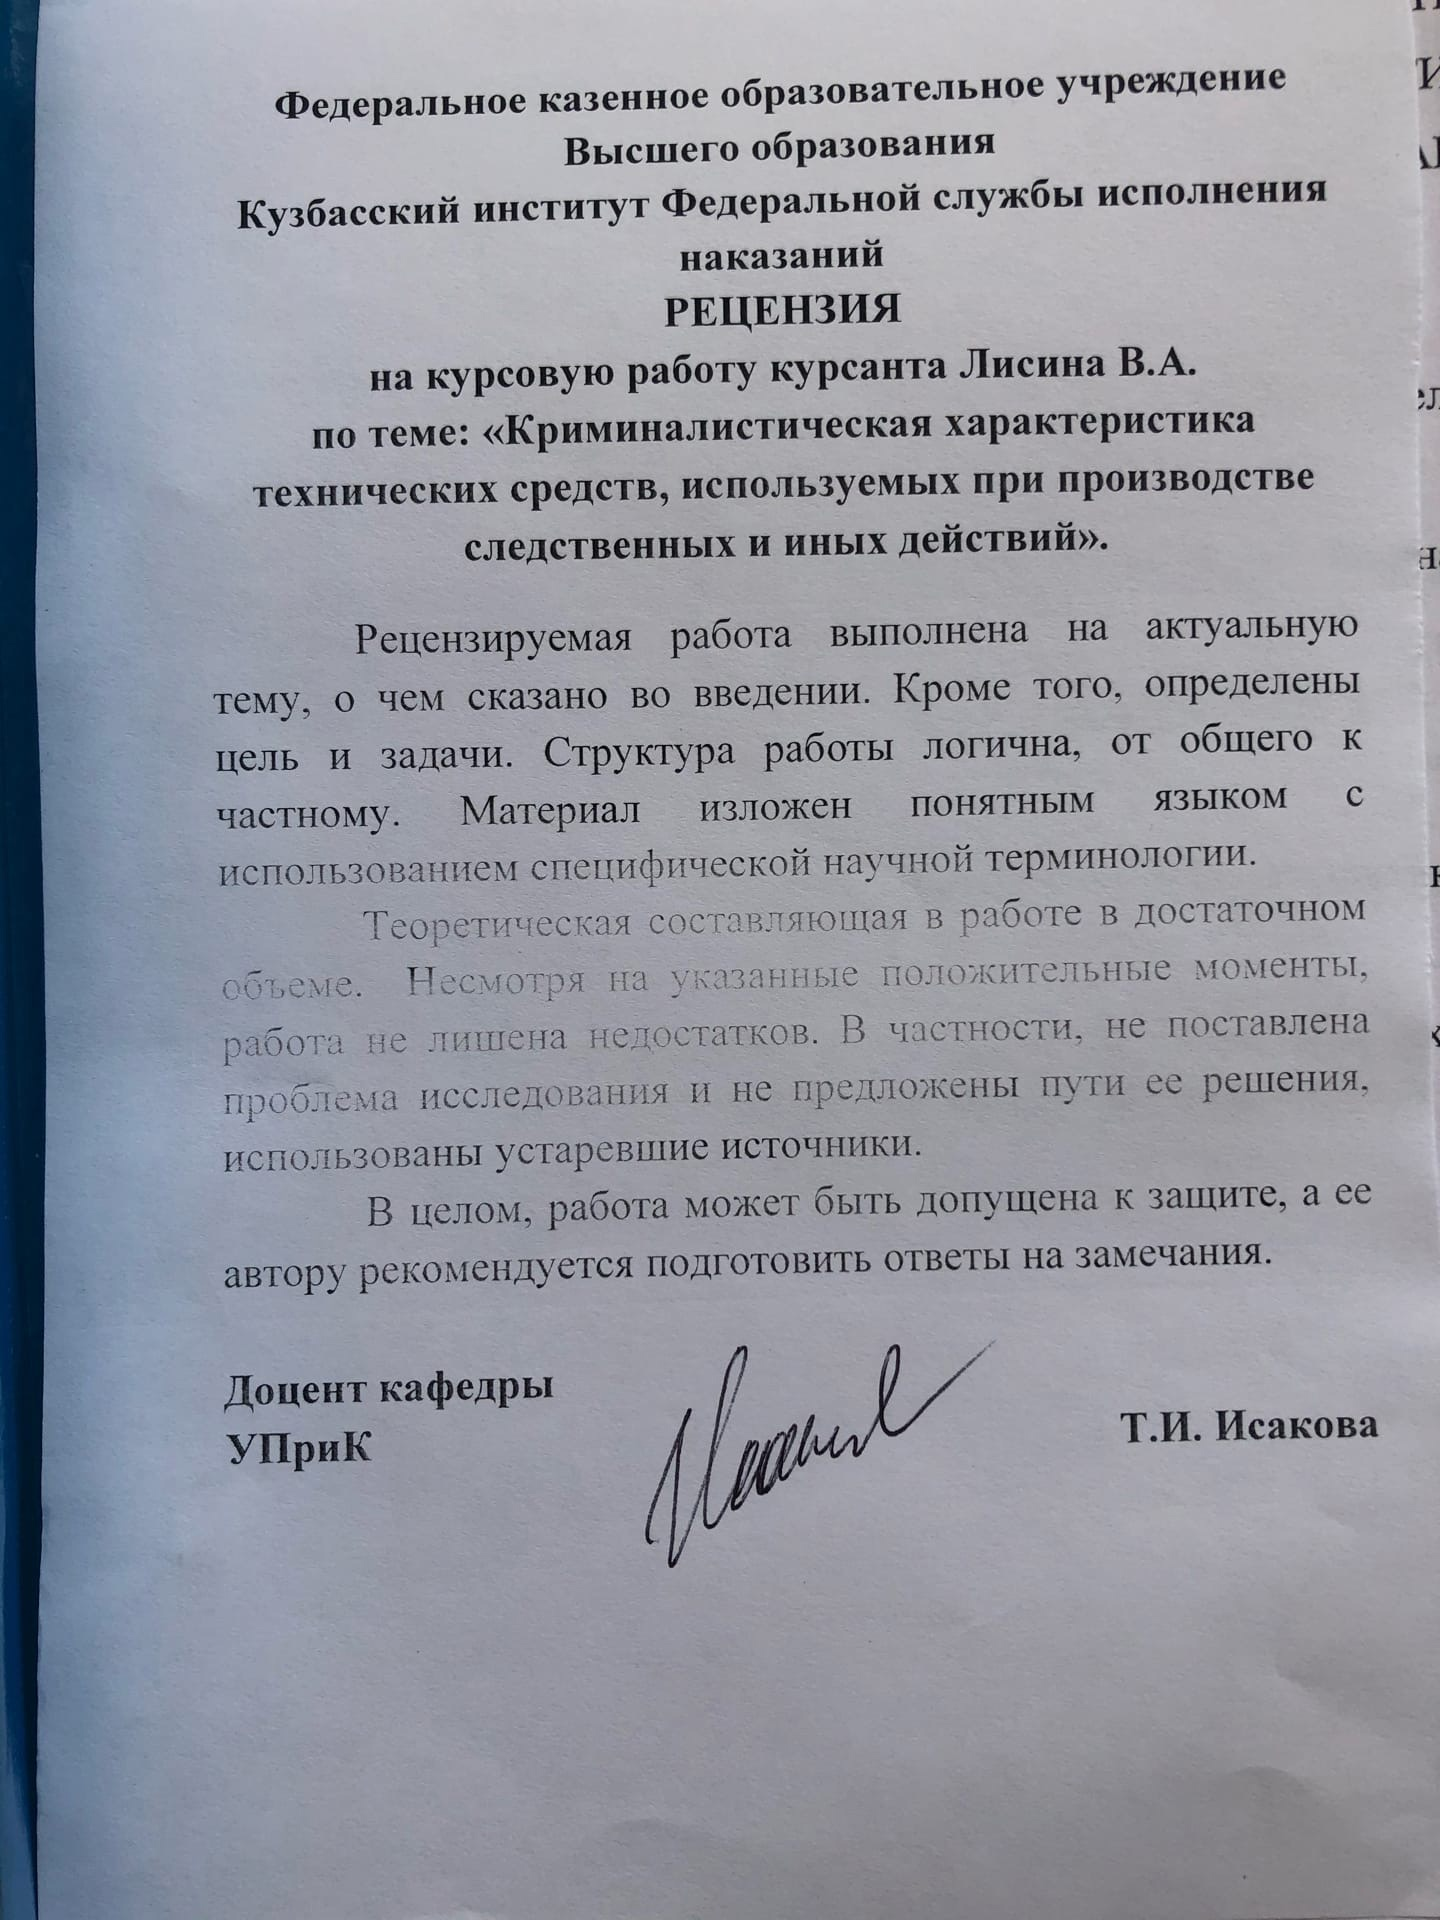 Федеральное казенное образовательное учреждение
Высшего образования
Кузбасский институт Федеральной службы исполнения
наказаний
РЕЦЕНЗИЯ
на курсовую работу курсанта Лисина В.А.
по теме: «Криминалистическая характеристика
технических средств, используемых при производстве
следственных и иных действий».
Рецензируемая работа выполнена на актуальную
тему, о чем сказано во введении. Кроме того, определены
цель и задачи. Структура работы логична, от общего к
частному. Материал изложен понятным языком с
использованием специфической научной терминологии.
Теоретическая составляющая в работе в достаточном
объеме. Несмотря на указанные положительные моменты,
работа не лишена недостатков. В частности, не поставлена
проблема исследования и не предложены пути ее решения,
использованы устаревшие источники.
В целом, работа может быть допущена к защите, а ее
автору рекомендуется подготовить ответы на замечания.
Доцент кафедры
УПриК
Т.И. Исакова